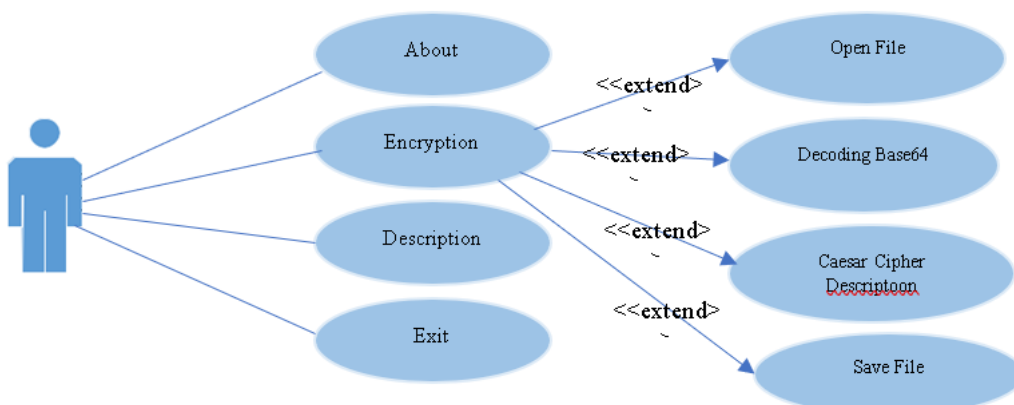 About
Encryption
Description
Exit
<<extend>
<<extend>
<<extend>
<<extend>
Open File
Decoding Base64
Caesar Cipher
Descriptoon
Save File